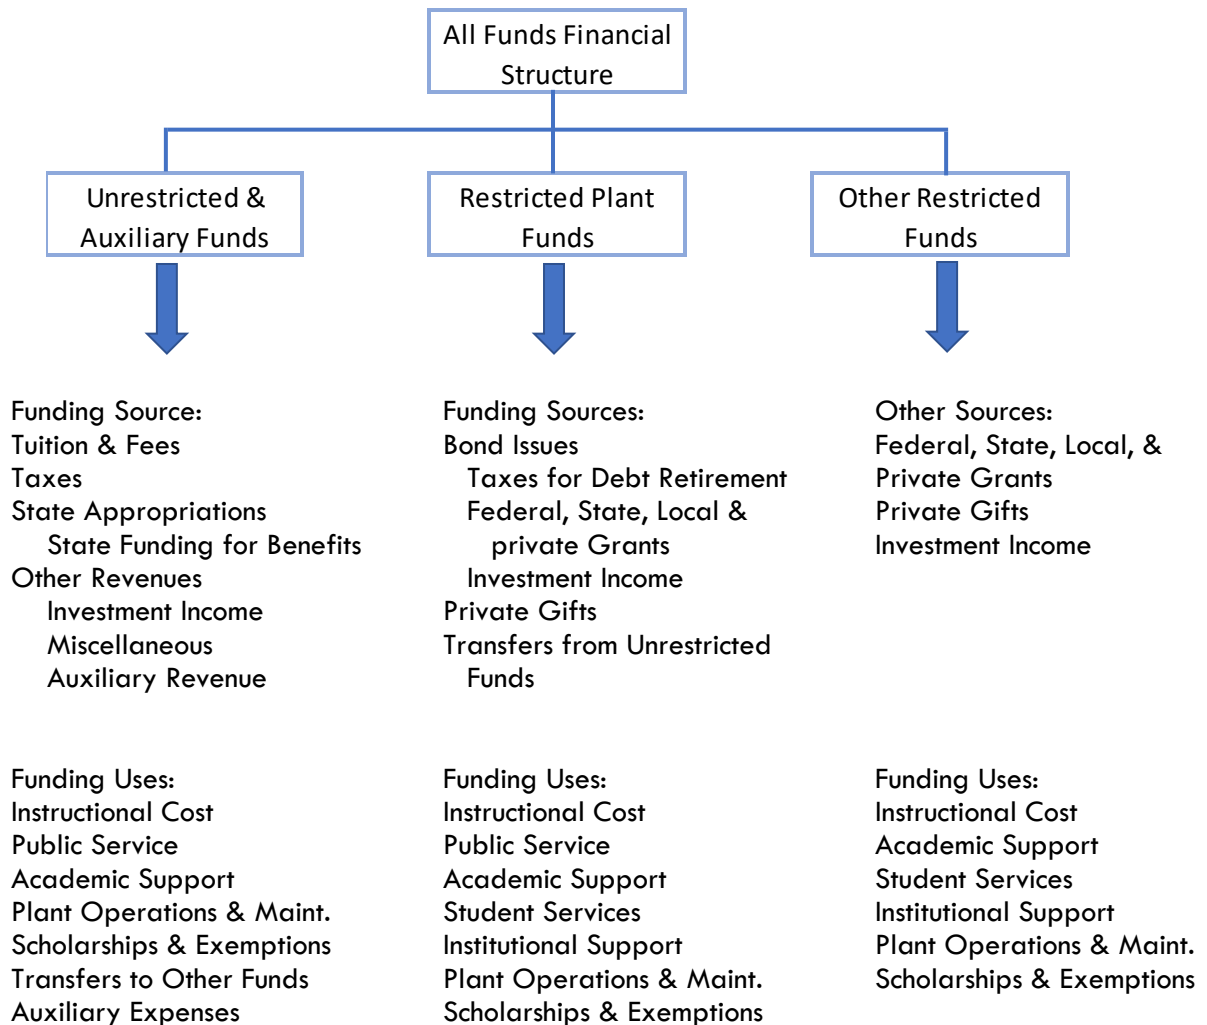 All Funds Financial
Structure
Unrestricted &
Auxiliary Funds
Restricted Plant
Funds
Other Restricted
Funds
Funding Source:
Tuition & Fees
Taxes
State Appropriations
State Funding for Benefits
Other Revenues
Investment Income
Miscellaneous
Auxiliary Revenue
Funding Sources:
Bond Issues
Taxes for Debt Retirement
Federal, State, Local &
private Grants
Investment Income
Private Gifts
Transfers from Unrestricted
Funds
Other Sources:
Federal, State, Local, &
Private Grants
Private Gifts
Investment Income
Funding Uses:
Instructional Cost
Public Service
Academic Support
Plant Operations & Maint.
Scholarships & Exemptions
Transfers to Other Funds
Auxiliary Expenses
Funding Uses:
Instructional Cost
Public Service
Academic Support
Student Services
Institutional Support
Plant Operations & Maint.
Scholarships & Exemptions
Funding Uses:
Instructional Cost
Academic Support
Student Services
Institutional Support
Plant Operations & Maint.
Scholarships & Exemptions